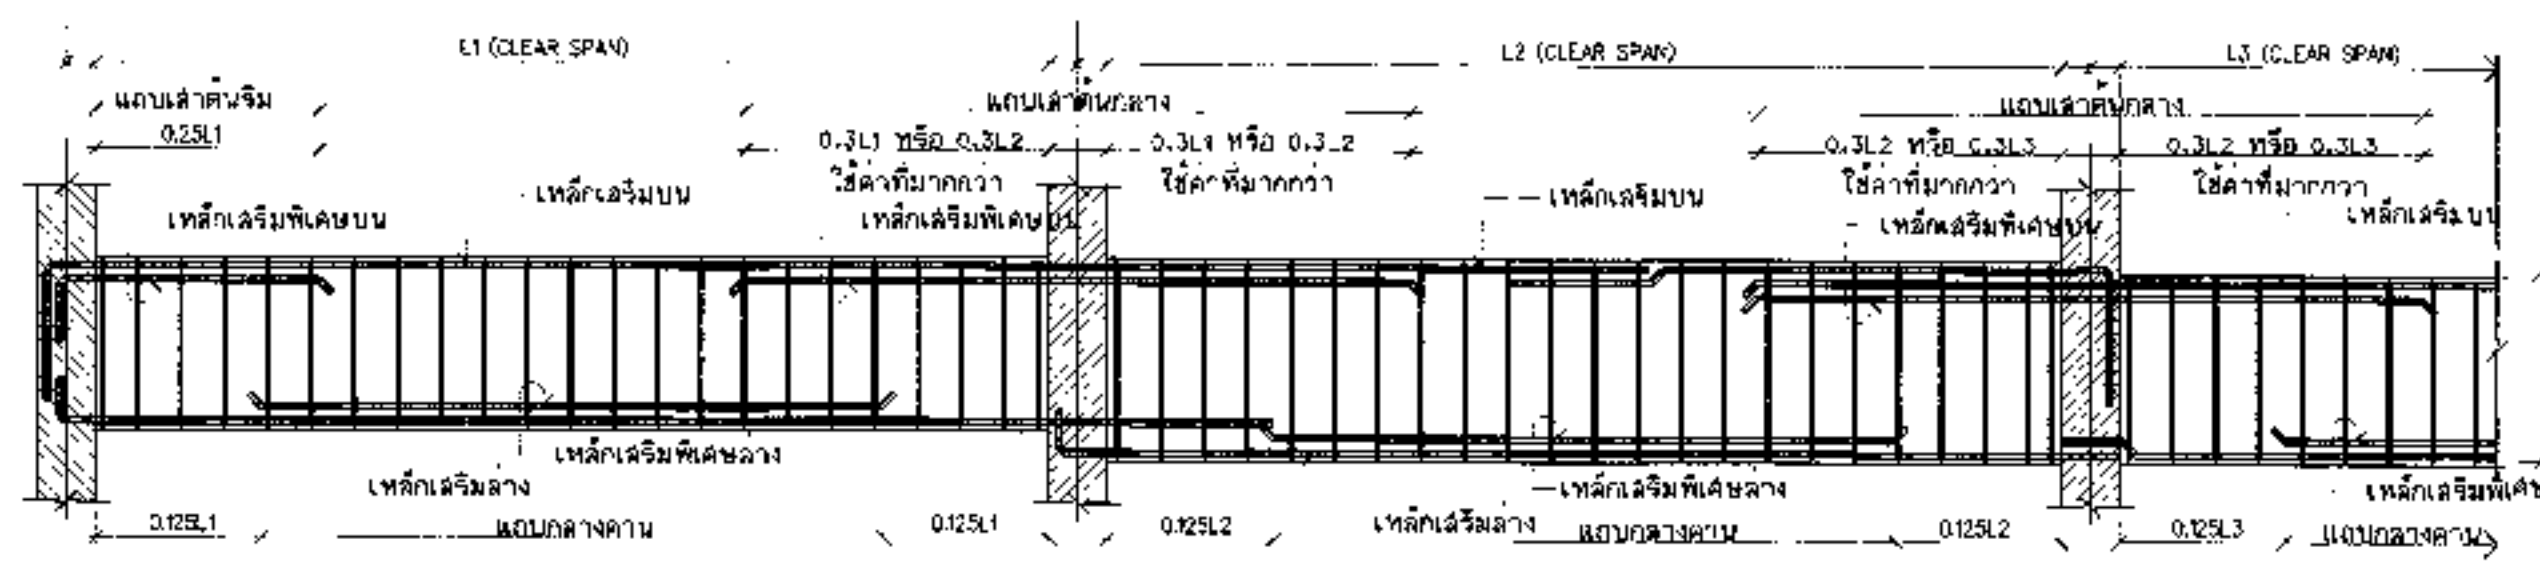 L1 (CLEAR SPAN)
L2 (CLEAR SPAN)
L3 (CLEAR SPAN)
แถบเสาต้นริม
แถบเสาต้นกลาง
แถบเสาต้นกลาง
0.25L1
0.3L1 หรือ 0.3L2
0.3L1 หรือ 0.3L2
0.3L2 หรือ 0.3L3
0.3L2 หรือ 0.3L3
ใช้ค่าที่มากกว่า
ใช้ค่าที่มากกว่า
ใช้ค่าที่มากกว่า
ใช้ค่าที่มากกว่า
เหล็กเสริมบน
เหล็กเสริมบน
เหล็กเสริมบน
เหล็กเสริมพิเศษบน
เหล็กเสริมพิเศษบน
เหล็กเสริมพิเศษบน
เหล็กเสริมพิเศษล่าง
เหล็กเสริมล่าง
เหล็กเสริมพิเศษล่าง
เหล็กเสริมพิเศษ
0.125L1
แถบกลางคาน
0.125L1
0.125L2
เหล็กเสริมล่าง
แถบกลางคาน
0.125L2
0.125L3
แถบกลางคาน